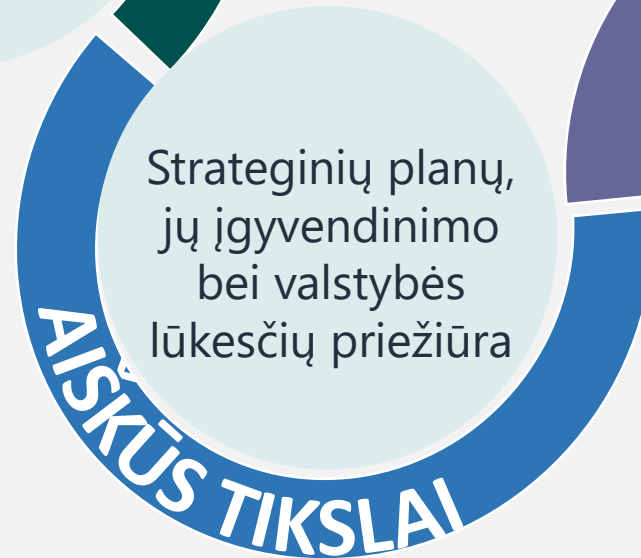 Strateginių planų,
jų įgyvendinimo
bei valstybės
lūkesčių priežiūra
AIŠKŪS TIKSLAI